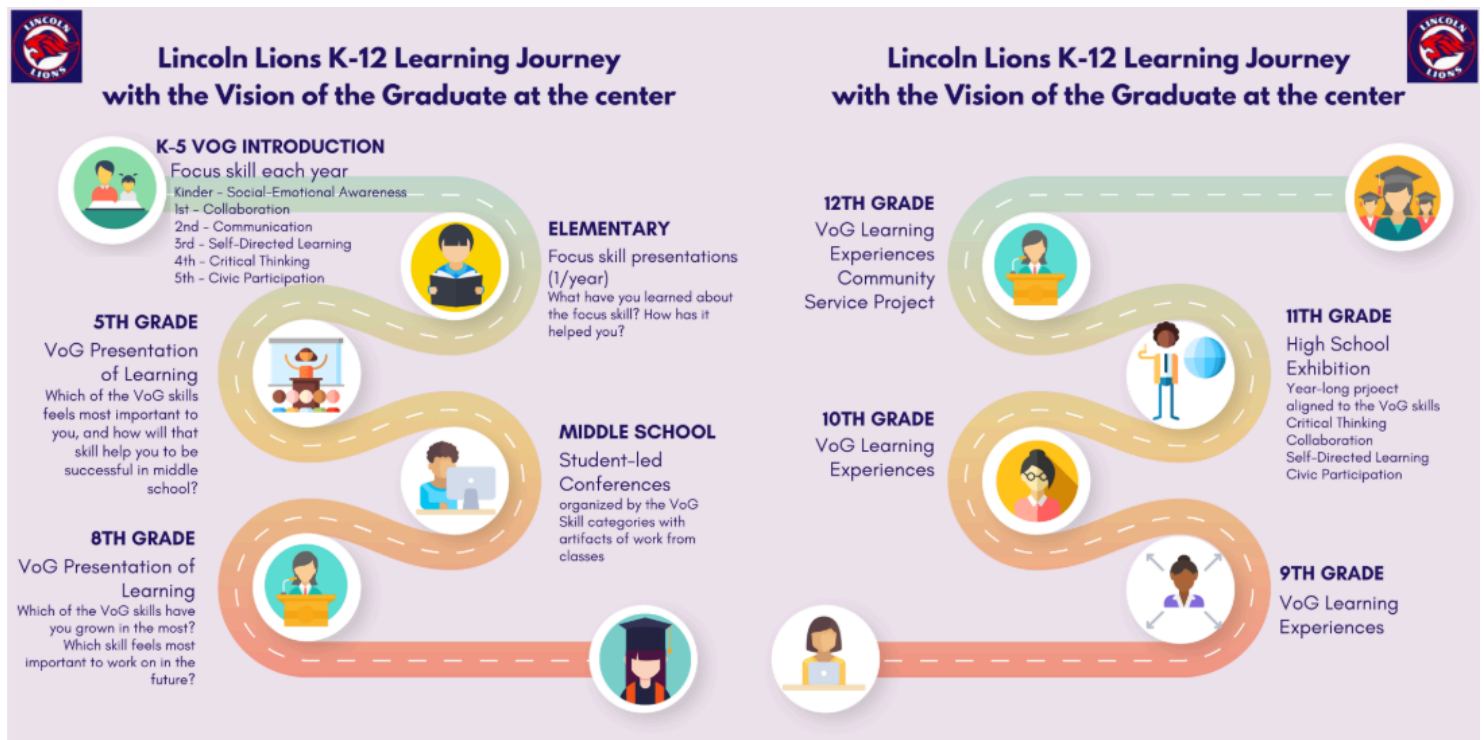 LINCOLN
LIONS
Lincoln Lions K-12 Learning Journey
with the Vision of the Graduate at the center
K-5 VOG INTRODUCTION
Focus skill each year
Kinder - Social-Emotional Awareness
1st - Collaboration
2nd - Communication
3rd - Self-Directed Learning
4th - Critical Thinking
5th - Civic Participation
ELEMENTARY
Focus skill presentations
(1/year)
What have you learned about
the focus skill? How has it
helped you?
5TH GRADE
VoG Presentation
of Learning
Which of the VoG skills
feels most important to
you, and how will that
skill help you to be
successful in middle
school?
MIDDLE SCHOOL
Student-led
Conferences
organized by the VoG
Skill categories with
artifacts of work from
classes
8TH GRADE
VoG Presentation of
Learning
Which of the VoG skills have
you grown in the most?
Which skill feels most
important to work on in the
future?
LINCOLN
LIONS
Lincoln Lions K-12 Learning Journey
with the Vision of the Graduate at the center
12TH GRADE
VoG Learning
Experiences
Community
Service Project
11TH GRADE
High School
Exhibition
Year-long prjoect
aligned to the VoG skills
Critical Thinking
Collaboration
Self-Directed Learning
Civic Participation
10TH GRADE
VoG Learning
Experiences
9TH GRADE
VoG Learning
Experiences